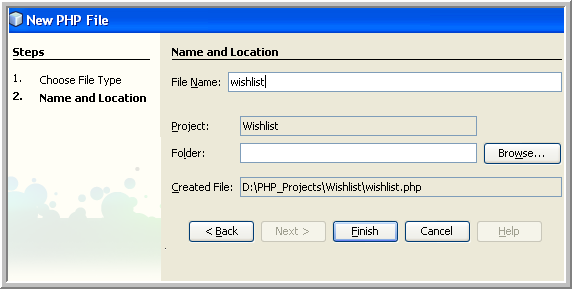 New PHP File
Steps
1. Choose File Type
2. Name and Location
Name and Location
File Name: wishlist
Project: Wishlist
Folder: Browse...
Created File: D:\PHP_Projects\Wishlist\wishlist.php
< Back Next > Finish Cancel Help